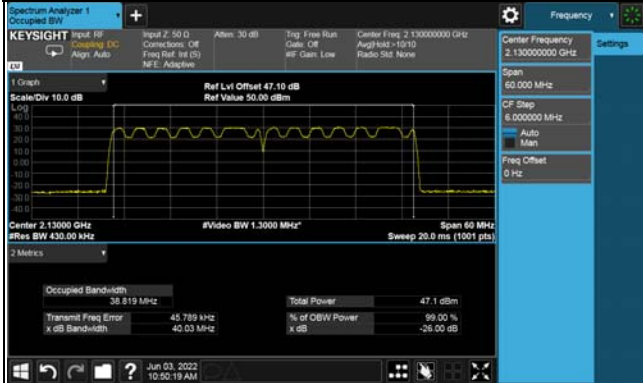 Spectrum Analyzer 1
Occupied BW
+
Frequency
KEYSIGHT
Input: RF
Coupling: DC
Align: Auto
Input Z: 50 Ω
Corrections: Off
Freq Ref: Int (S)
NFE: Adaptive
Atten: 30 dB
Trig: Free Run
Gate: Off
#IF Gain: Low
Center Freq: 2.130000000 GHz
Avg|Hold:>10/10
Radio Std: None
Center Frequency
2.130000000 GHz
Settings
Span
60.000 MHz
CF Step
6.000000 MHz
Auto
Man
Freq Offset
0 Hz
1 Graph
Scale/Div 10.0 dB
Ref Lvl Offset 47.10 dB
Ref Value 50.00 dBm
Log
40.0
30.0
20.0
10.0
0.00
-10.0
-20.0
-30.0
-40.0
Center 2.13000 GHz
#Res BW 430.00 kHz
#Video BW 1.3000 MHz*
Span 60 MHz
Sweep 20.0 ms (1001 pts)
2 Metrics
Occupied Bandwidth
38.819 MHz
Total Power 47.1 dBm
Transmit Freq Error 45.789 kHz
% of OBW Power 99.00 %
x dB Bandwidth 40.03 MHz
x dB -26.00 dB
?
Jun 03, 2022
10:50:19 AM